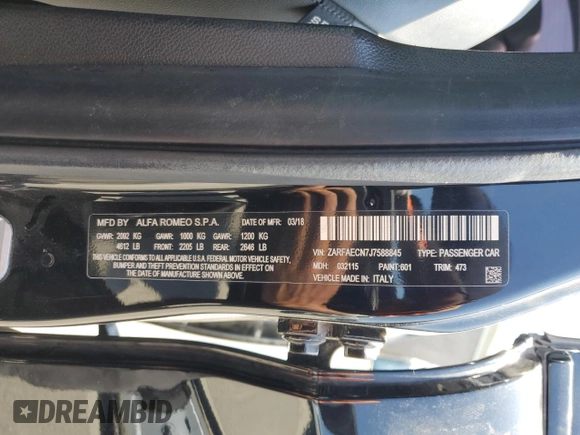 MFD BY ALFA ROMEO S.P.A. DATE OF MFR: 03/18
GVWR: 2092 KG GAWR: 1000 KG GAWR: 1200 KG
4612 LB FRONT: 2205 LB REAR: 2646 LB
THIS VEHICLE CONFORMS TO ALL APPLICABLE U.S.A. FEDERAL MOTOR VEHICLE SAFETY,
BUMPER AND THEFT PREVENTION STANDARDS IN EFFECT ON THE DATE OF
MANUFACTURE SHOWN ABOVE.
VIN: ZARFAECN7J7588845 TYPE: PASSENGER CAR
MDH: 032115 PAINT: 601 TRIM: 473
VEHICLE MADE IN: ITALY
DREAMBID